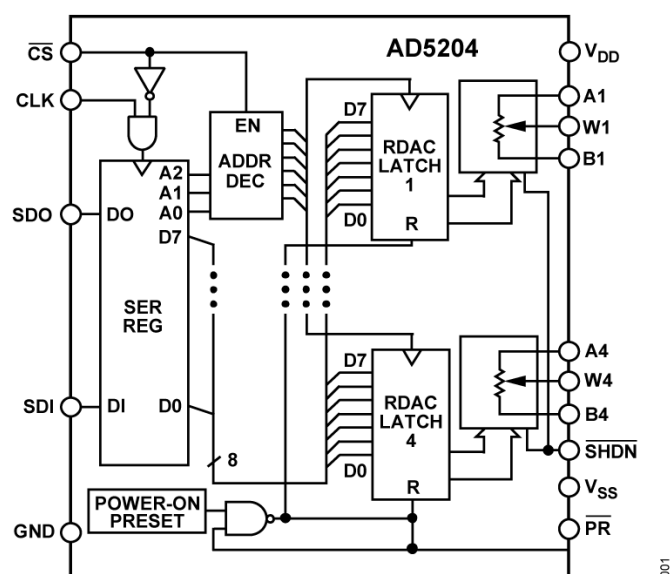 AD5204
CS
CLK
SDO
SDI
GND
EN
ADDR
DEC
A2
A1
A0
D7
DO
SER
REG
DI
D0
8
POWER-ON
PRESET
D7
D0
RDAC
LATCH
1
R
D7
D0
RDAC
LATCH
4
R
VDD
A1
W1
B1
A4
W4
B4
SHDN
VSS
PR
001